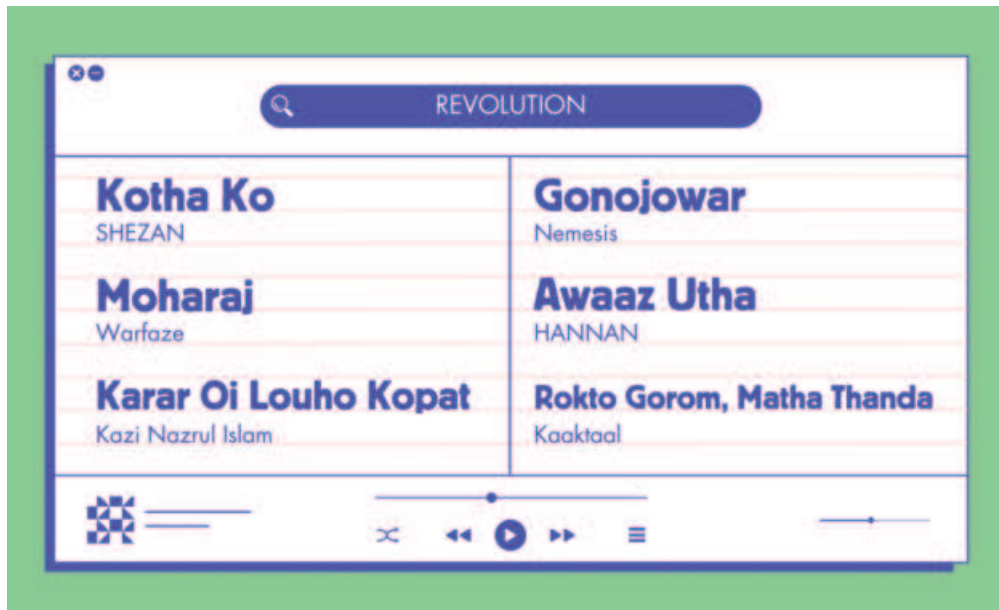 REVOLUTION
Kotha Ko
SHEZAN
Moharaj
Warfaze
Karar Oi Louho Kopat
Kazi Nazrul Islam
Gonojowar
Nemesis
Awaaz Utha
HANNAN
Rokto Gorom, Matha Thanda
Kaaktaal